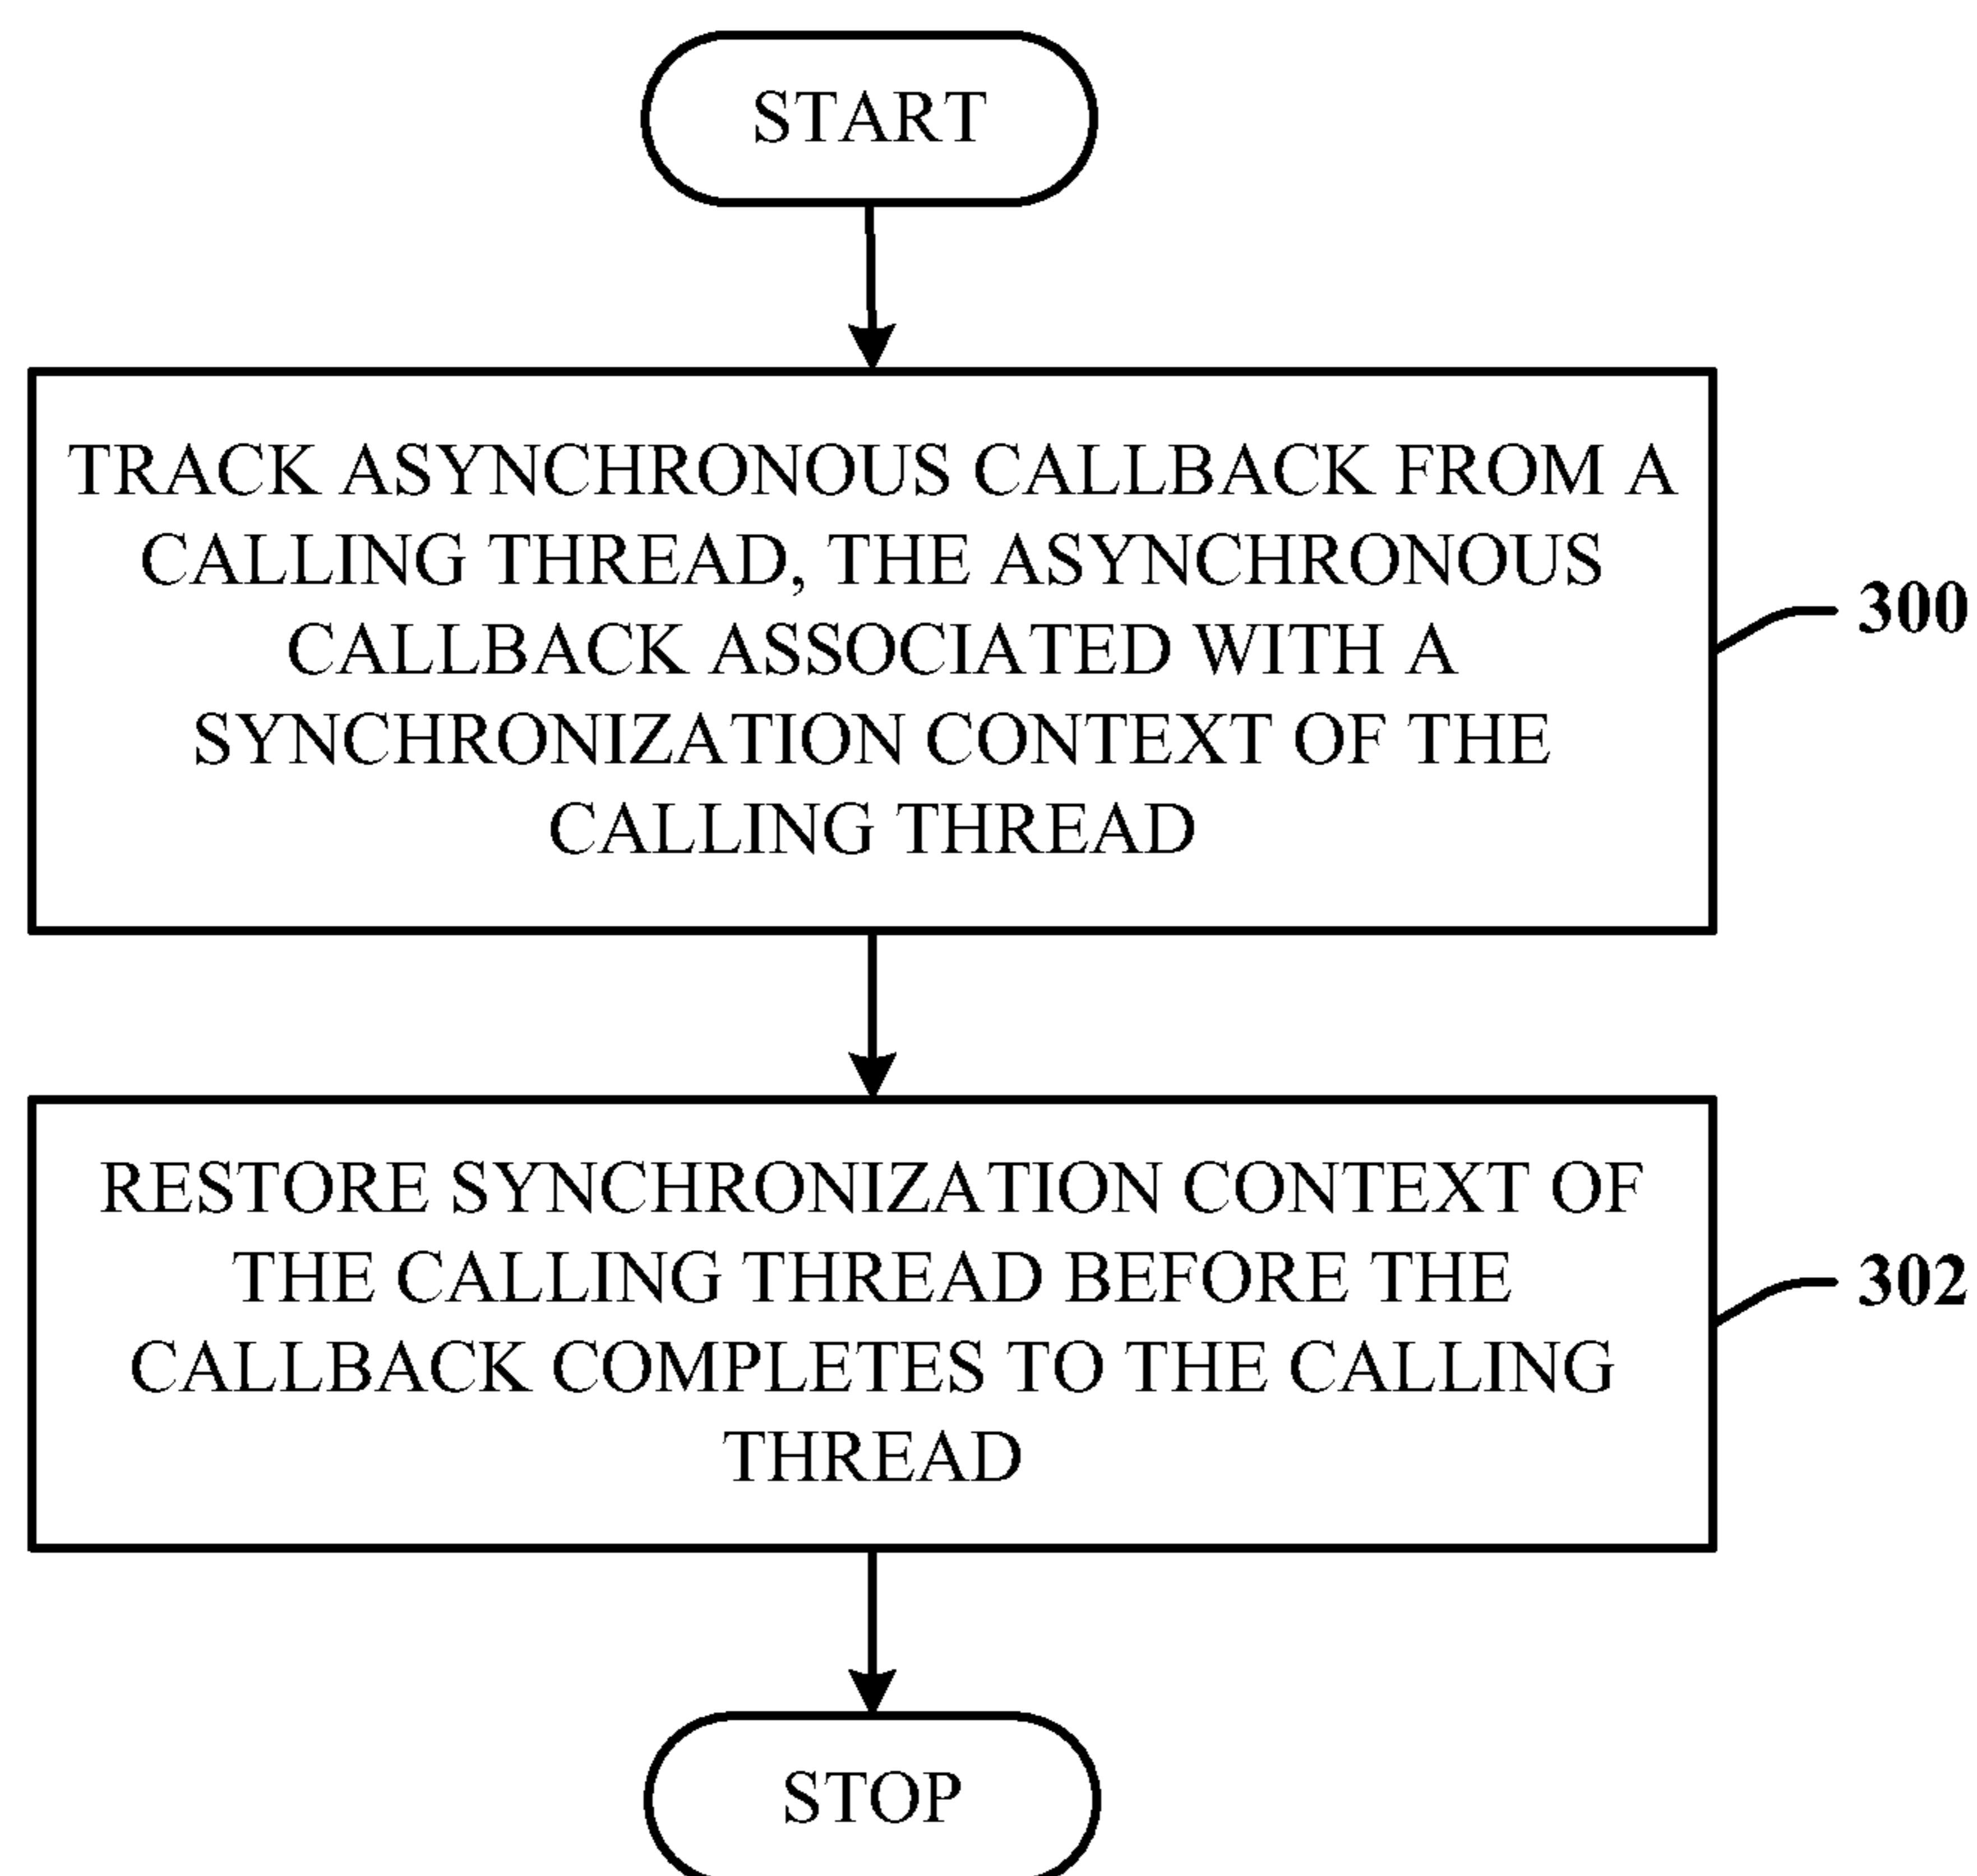 START
TRACK ASYNCHRONOUS CALLBACK FROM A
CALLING THREAD, THE ASYNCHRONOUS
CALLBACK ASSOCIATED WITH A
SYNCHRONIZATION CONTEXT OF THE
CALLING THREAD
300
RESTORE SYNCHRONIZATION CONTEXT OF
THE CALLING THREAD BEFORE THE
CALLBACK COMPLETES TO THE CALLING
THREAD
302
STOP